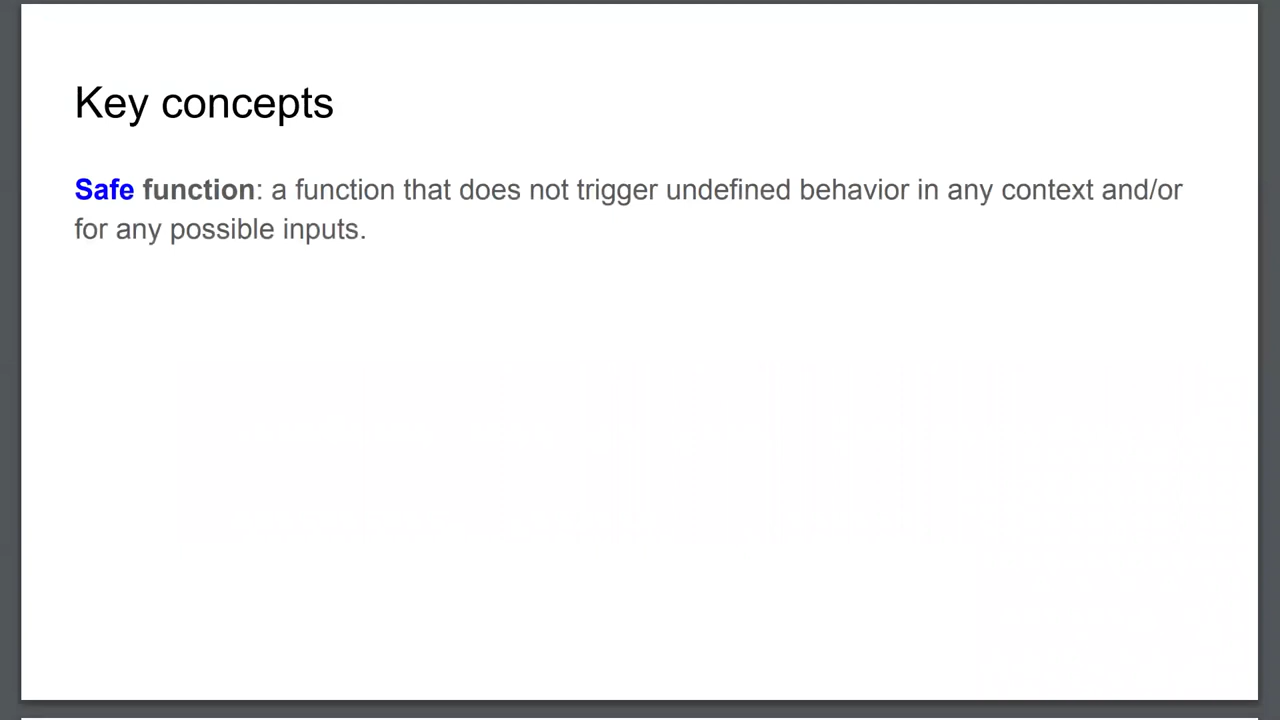 Key concepts
Safe function: a function that does not trigger undefined behavior in any context and/or
for any possible inputs.